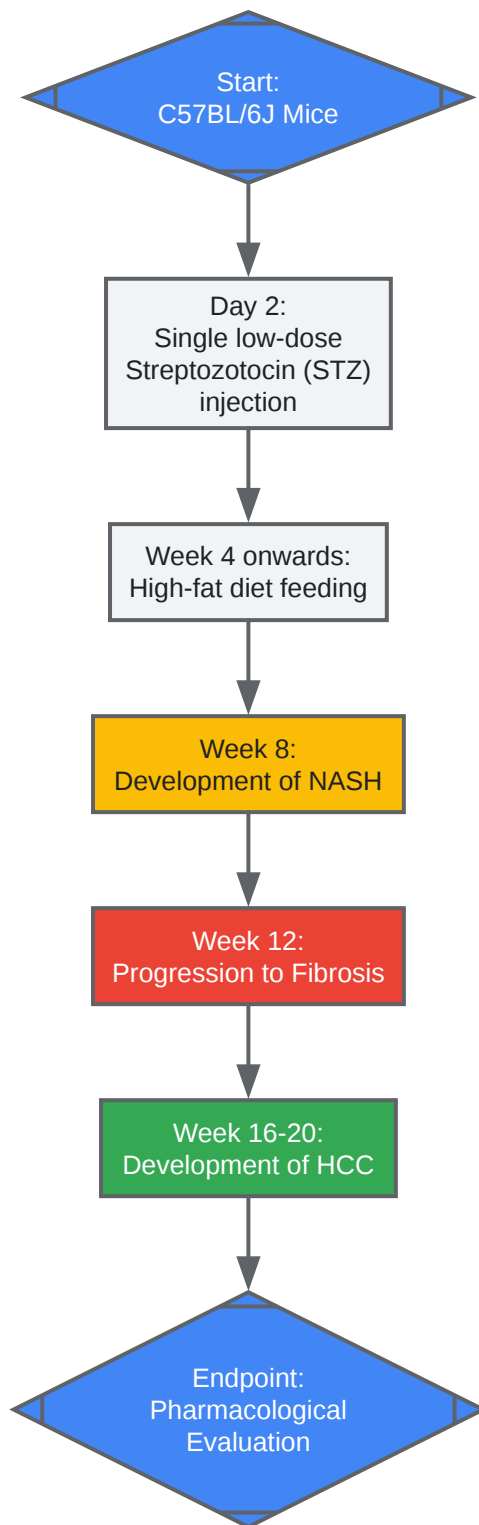 Start:
C57BL/6J Mice
Day 2:
Single low-dose
Streptozotocin (STZ)
injection
Week 4 onwards:
High-fat diet feeding
Week 8:
Development of NASH
Week 12:
Progression to Fibrosis
Week 16-20:
Development of HCC
Endpoint:
Pharmacological
Evaluation